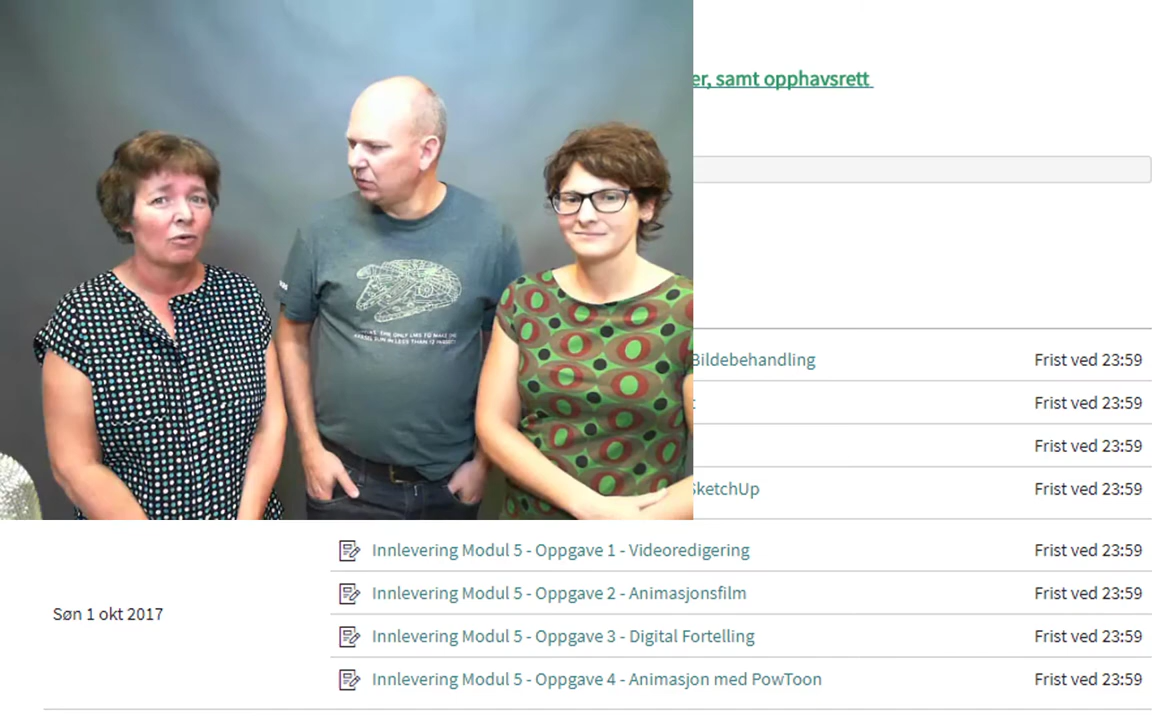 er, samt opphavsrett
Bildebehandling Frist ved 23:59
Frist ved 23:59
Frist ved 23:59
SketchUp Frist ved 23:59
Innlevering Modul 5 - Oppgave 1 - Videoredigering Frist ved 23:59
Innlevering Modul 5 - Oppgave 2 - Animasjonsfilm Frist ved 23:59
Søn 1 okt 2017
Innlevering Modul 5 - Oppgave 3 - Digital Fortelling Frist ved 23:59
Innlevering Modul 5 - Oppgave 4 - Animasjon med PowToon Frist ved 23:59